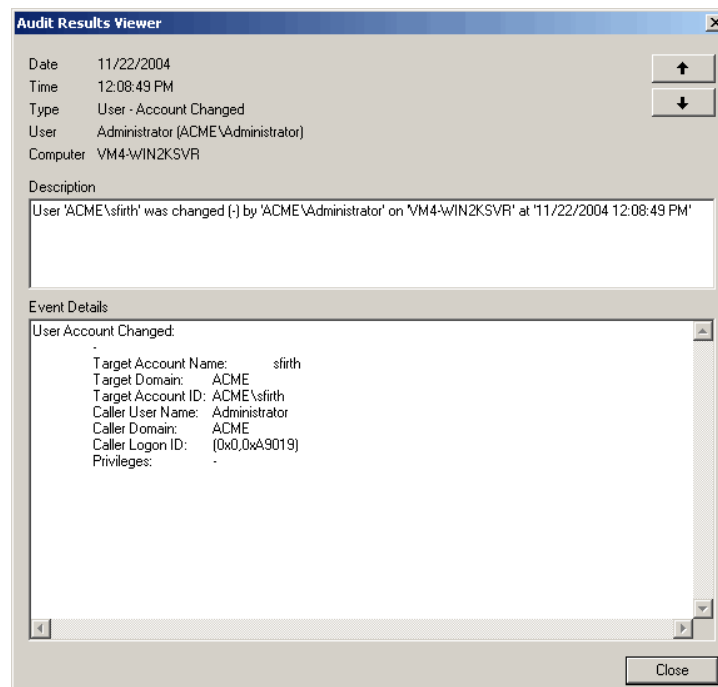 Audit Results Viewer
Date 11/22/2004
Time 12:08:49 PM
Type User - Account Changed
User Administrator (ACME\Administrator)
Computer VM4-WIN2KSVR
Description
User 'ACME\sfirth' was changed (-) by 'ACME\Administrator' on 'VM4-WIN2KSVR' at '11/22/2004 12:08:49 PM'
Event Details
User Account Changed:
-
Target Account Name: sfirth
Target Domain: ACME
Target Account ID: ACME\sfirth
Caller User Name: Administrator
Caller Domain: ACME
Caller Logon ID: (0x0,0xA9019)
Privileges: -
Close